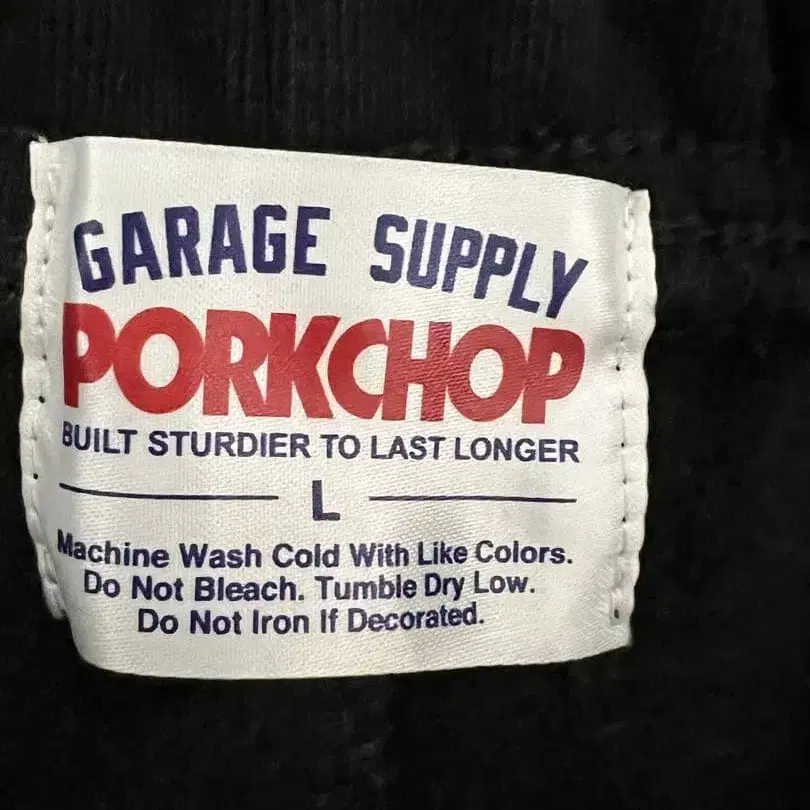 GARAGE SUPPLY
PORKCHOP
BUILT STURDIER TO LAST LONGER
L
Machine Wash Cold With Like Colors.
Do Not Bleach. Tumble Dry Low.
Do Not Iron If Decorated.